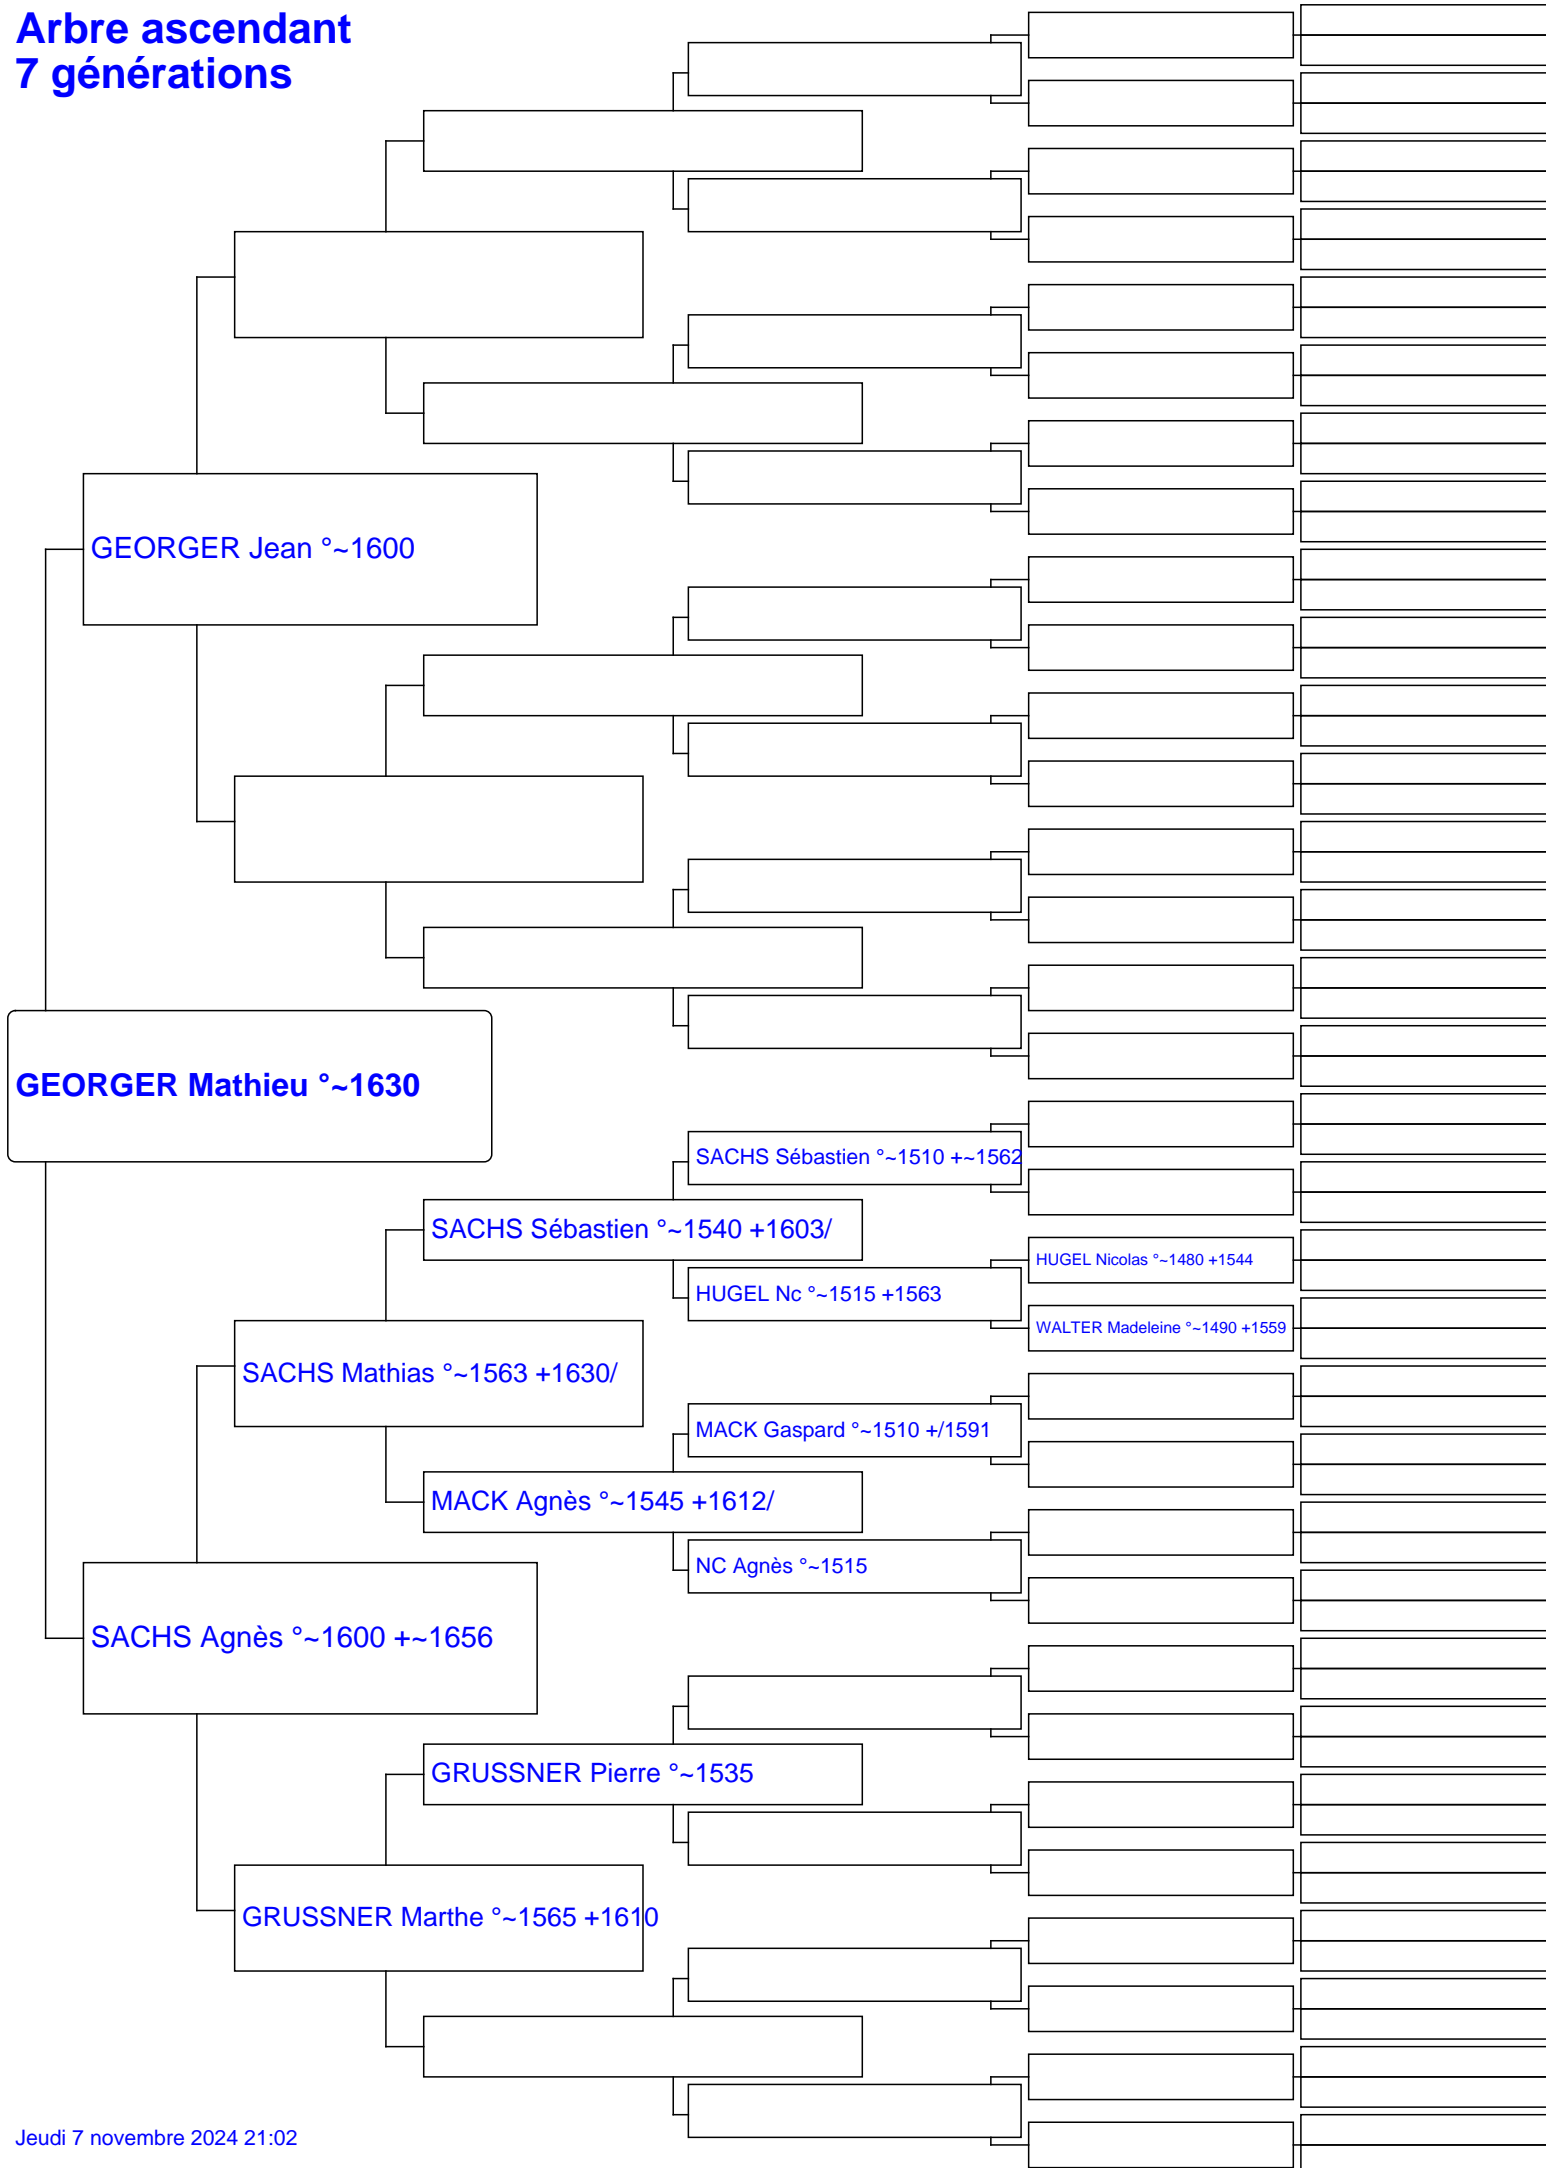 Arbre ascendant
7 générations
GEORGER Jean °~1600
GEORGER Mathieu °~1630
SACHS Sébastien °~1510 +~1562
SACHS Sébastien °~1540 +1603/
HUGEL Nicolas °~1480 +1544
HUGEL Nc °~1515 +1563
WALTER Madeleine °~1490 +1559
SACHS Mathias °~1563 +1630/
MACK Gaspard °~1510 +/1591
MACK Agnès °~1545 +1612/
NC Agnès °~1515
SACHS Agnès °~1600 +~1656
GRUSSNER Pierre °~1535
GRUSSNER Marthe °~1565 +1610
Jeudi 7 novembre 2024 21:02